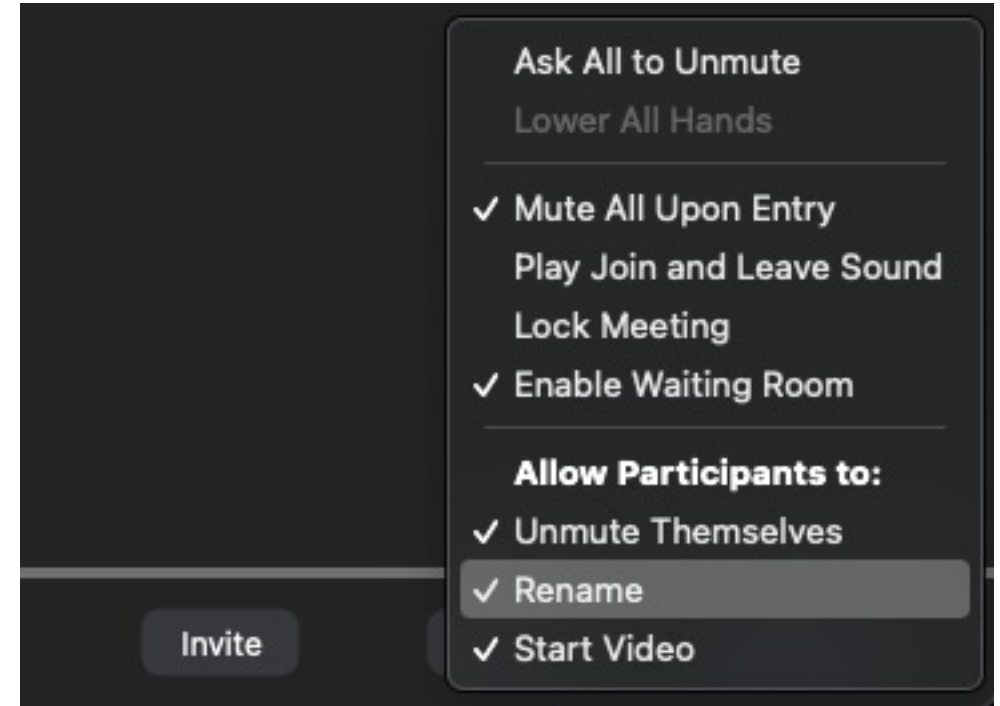 Ask All to Unmute
Lower All Hands
✓ Mute All Upon Entry
Play Join and Leave Sound
Lock Meeting
✓ Enable Waiting Room
Allow Participants to:
✓ Unmute Themselves
✓ Rename
✓ Start Video
Invite